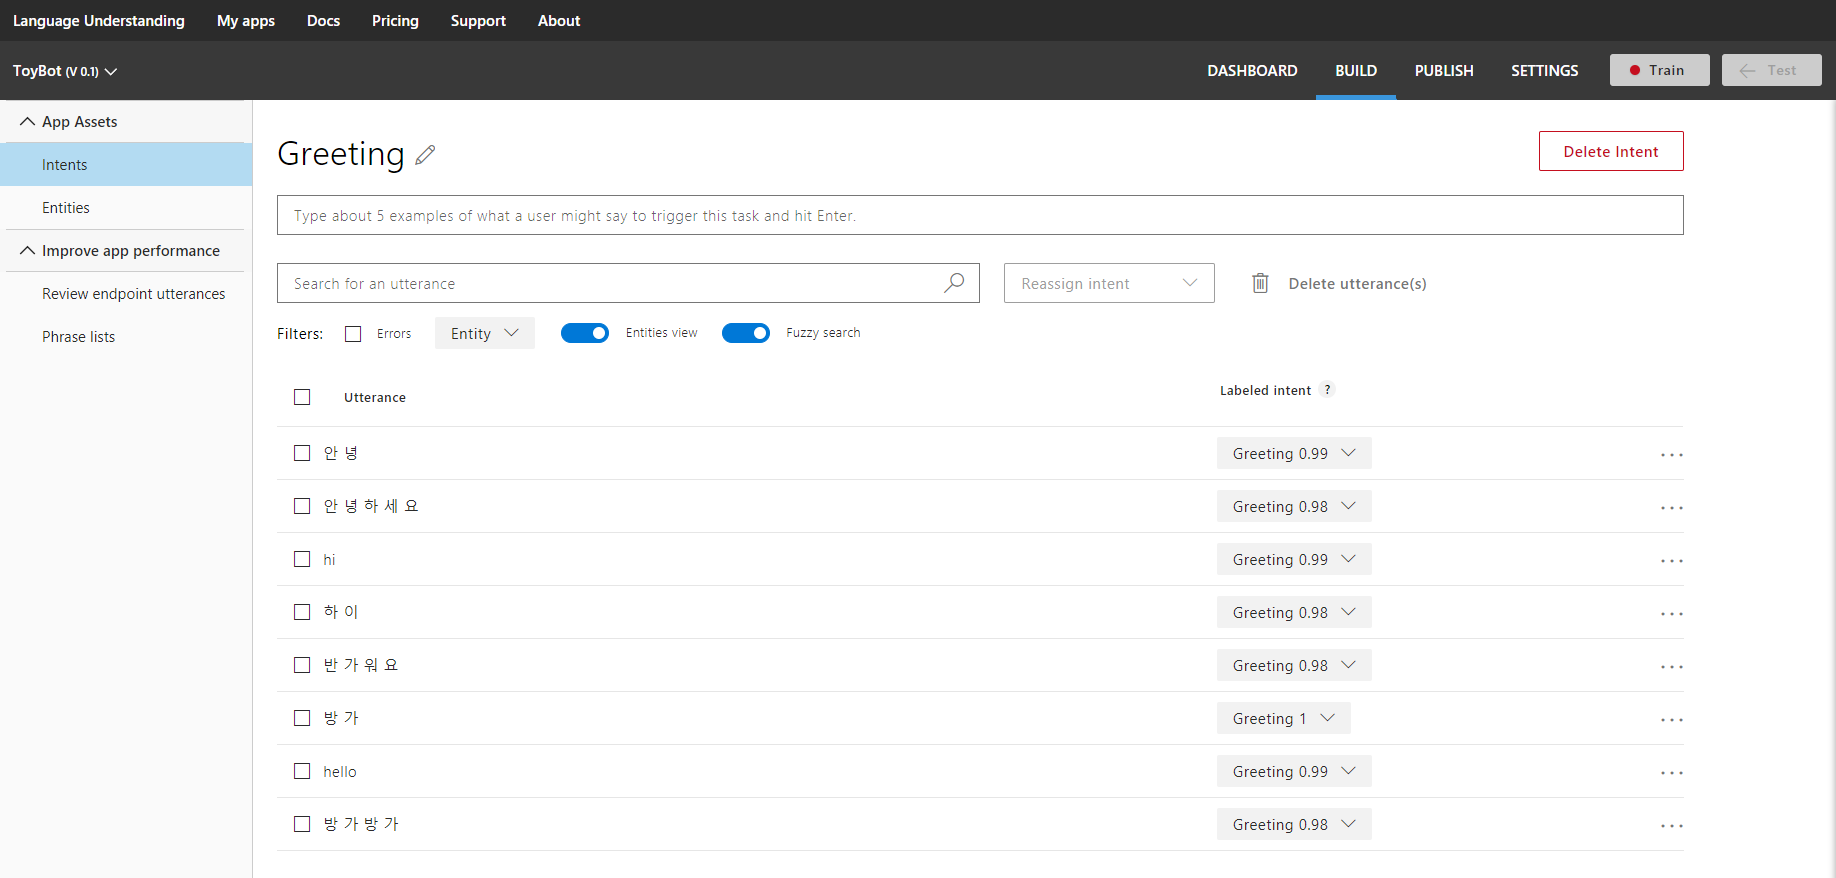 Language Understanding My apps Docs Pricing Support About
ToyBot (V 0.1) DASHBOARD BUILD PUBLISH SETTINGS Train Test
App Assets
Intents
Entities
Improve app performance
Review endpoint utterances
Phrase lists
Greeting Delete Intent
Type about 5 examples of what a user might say to trigger this task and hit Enter.
Search for an utterance Reassign intent Delete utterance(s)
Filters: Errors Entity Entities view Fuzzy search
Utterance Labeled intent ?
안 녕 Greeting 0.99 ...
안 녕 하 세 요 Greeting 0.98 ...
hi Greeting 0.99 ...
하 이 Greeting 0.98 ...
반 가 워 요 Greeting 0.98 ...
방 가 Greeting 1 ...
hello Greeting 0.99 ...
방 가 방 가 Greeting 0.98 ...